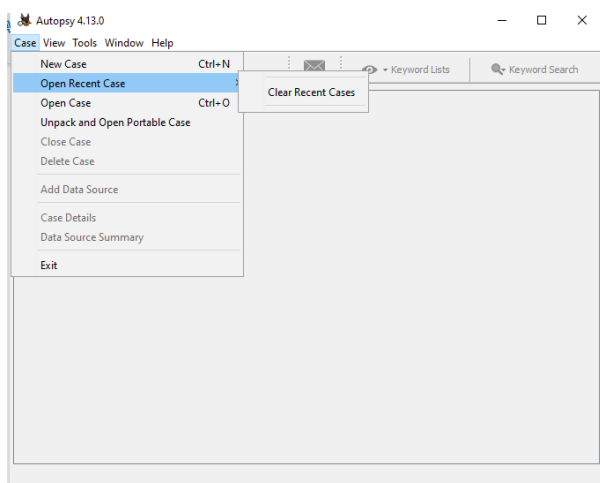 Autopsy 4.13.0
Case View Tools Window Help
New Case Ctrl+N
Open Recent Case
Open Case Ctrl+O
Unpack and Open Portable Case
Close Case
Delete Case
Add Data Source
Case Details
Data Source Summary
Exit
Clear Recent Cases
Keyword Lists
Keyword Search